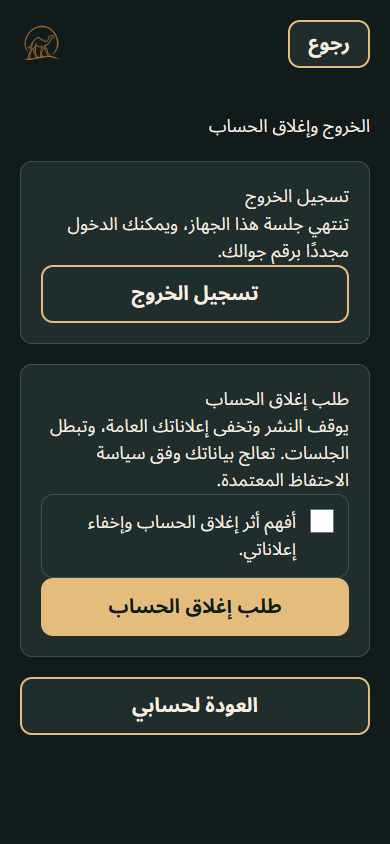 رجوع
الخروج وإغلاق الحساب
تسجيل الخروج
تنتهي جلسة هذا الجهاز، ويمكنك الدخول
مجددًا برقم جوالك.
تسجيل الخروج
طلب إغلاق الحساب
يوقف النشر وتخفى إعلاناتك العامة، وتبطل
الجلسات. تعالج بياناتك وفق سياسة
الاحتفاظ المعتمدة.
أفهم أثر إغلاق الحساب وإخفاء
إعلاناتي.
طلب إغلاق الحساب
العودة لحسابي